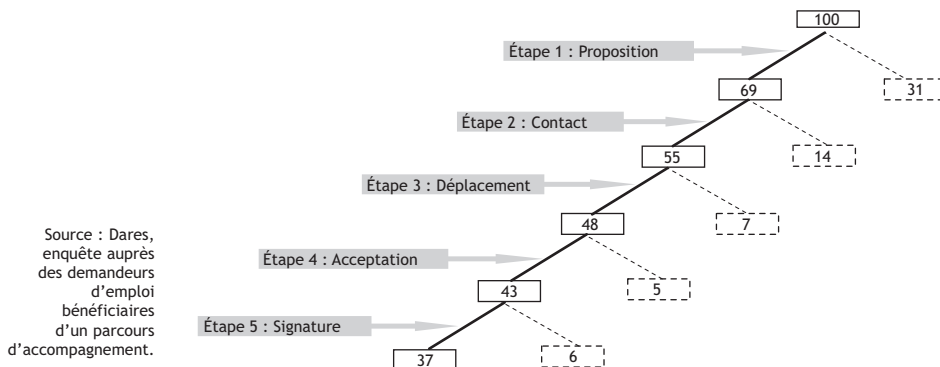 100
Étape 1 : Proposition
69
31
Étape 2 : Contact
55
14
Étape 3 : Déplacement
48
7
Étape 4 : Acceptation
43
5
Étape 5 : Signature
37
6
Source : Dares,
enquête auprès
des demandeurs
d’emploi
bénéficiaires
d’un parcours
d’accompagnement.